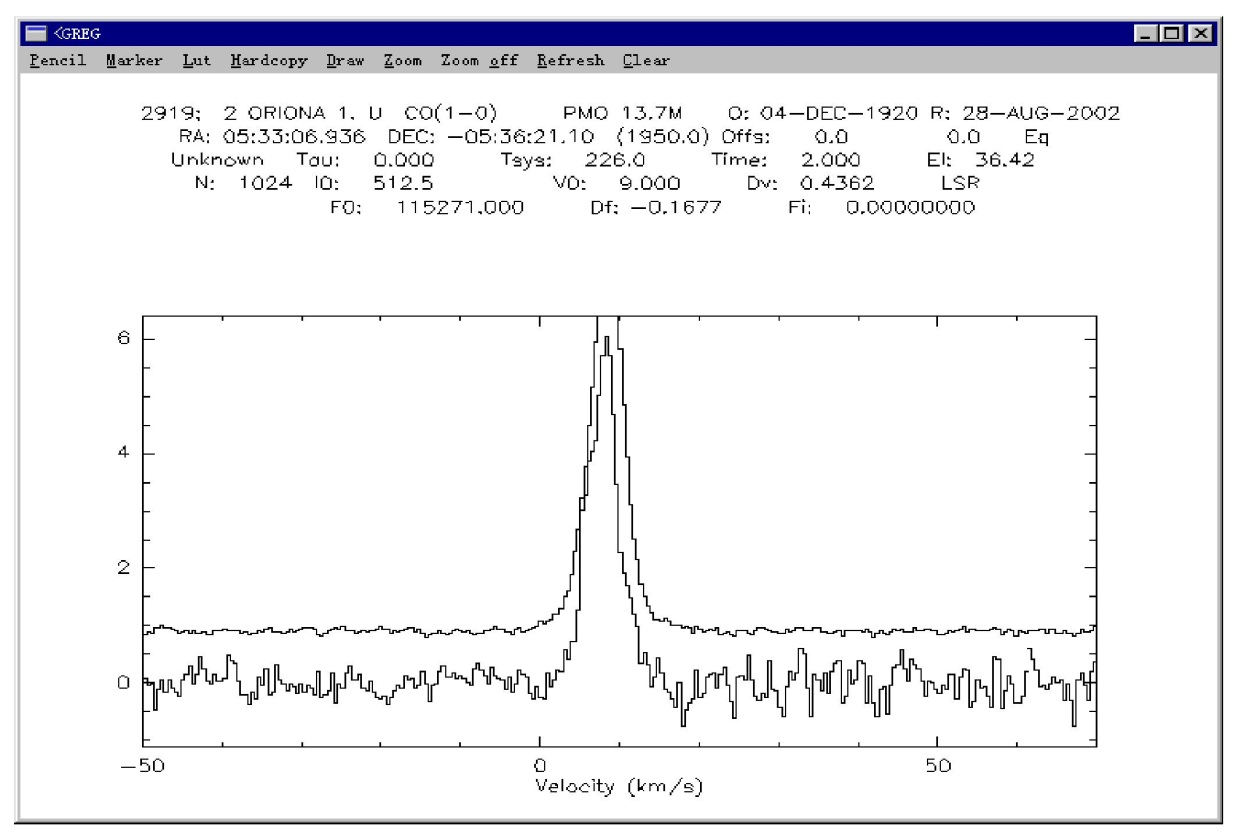 <GREG
Pencil Marker Lut Hardcopy Draw Zoom Zoom off Refresh Clear
2919; 2 ORIONA 1. U CO(1-0) PMO 13.7M O: 04-DEC-1920 R: 28-AUG-2002
RA: 05:33:06.936 DEC: -05:36:21.10 (1950.0) Offs: 0.0 0.0 Eq
Unknown Tau: 0.000 Tsys: 226.0 Time: 2.000 El: 36.42
N: 1024 I0: 512.5 V0: 9.000 Dv: 0.4362 LSR
F0: 115271.000 Df: -0.1677 Fi: 0.00000000
6
4
2
0
-50 0 50
Velocity (km/s)